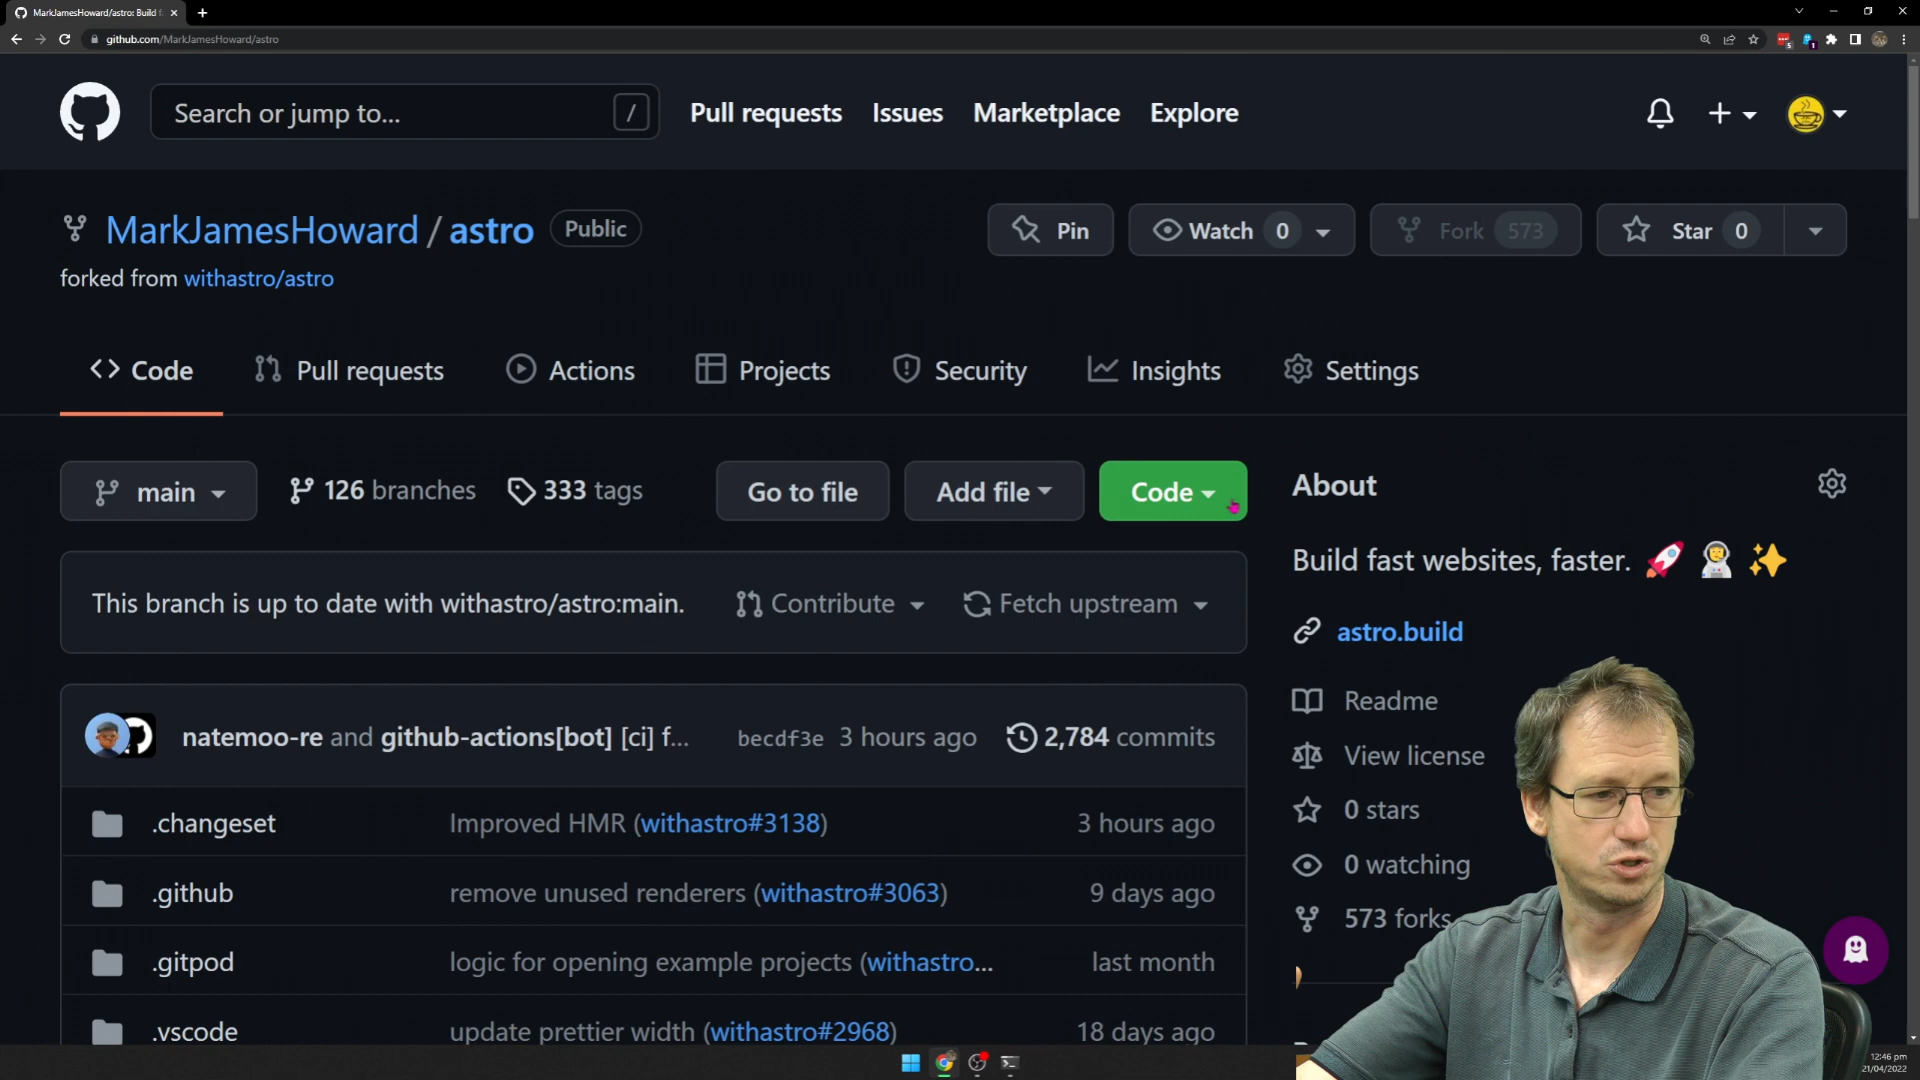 MarkJamesHoward/astro: Build f
github.com/MarkJamesHoward/astro
Search or jump to...
/
Pull requests
Issues
Marketplace
Explore
MarkJamesHoward / astro
Public
Pin
Watch 0
Fork 573
Star 0
forked from withastro/astro
Code
Pull requests
Actions
Projects
Security
Insights
Settings
main
126 branches
333 tags
Go to file
Add file
Code
About
Build fast websites, faster.
This branch is up to date with withastro/astro:main.
Contribute
Fetch upstream
astro.build
Readme
View license
0 stars
0 watching
573 forks
natemoo-re and github-actions[bot] [ci] f...
becdf3e 3 hours ago
2,784 commits
.changeset
Improved HMR (withastro#3138)
3 hours ago
.github
remove unused renderers (withastro#3063)
9 days ago
.gitpod
logic for opening example projects (withastro...
last month
.vscode
update prettier width (withastro#2968)
18 days ago
12:46 pm
21/04/2022